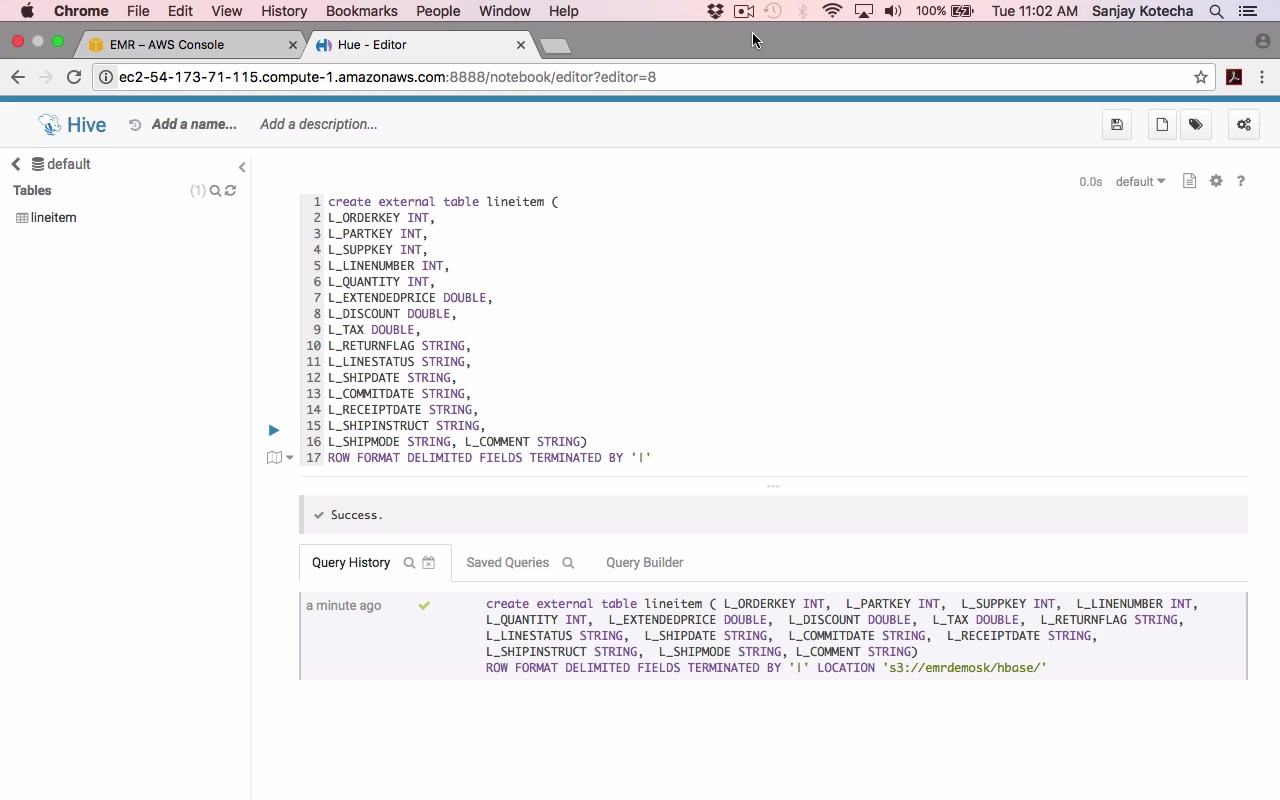 Chrome File Edit View History Bookmarks People Window Help 100% Tue 11:02 AM Sanjay Kotecha
EMR – AWS Console
Hue - Editor
ec2-54-173-71-115.compute-1.amazonaws.com:8888/notebook/editor?editor=8
Hive Add a name... Add a description...
default
Tables (1)
lineitem
0.0s default ?
1 create external table lineitem (
2 L_ORDERKEY INT,
3 L_PARTKEY INT,
4 L_SUPPKEY INT,
5 L_LINENUMBER INT,
6 L_QUANTITY INT,
7 L_EXTENDEDPRICE DOUBLE,
8 L_DISCOUNT DOUBLE,
9 L_TAX DOUBLE,
10 L_RETURNFLAG STRING,
11 L_LINESTATUS STRING,
12 L_SHIPDATE STRING,
13 L_COMMITDATE STRING,
14 L_RECEIPTDATE STRING,
15 L_SHIPINSTRUCT STRING,
16 L_SHIPMODE STRING, L_COMMENT STRING)
17 ROW FORMAT DELIMITED FIELDS TERMINATED BY '|'
Success.
Query History Saved Queries Query Builder
a minute ago
create external table lineitem ( L_ORDERKEY INT, L_PARTKEY INT, L_SUPPKEY INT, L_LINENUMBER INT,
L_QUANTITY INT, L_EXTENDEDPRICE DOUBLE, L_DISCOUNT DOUBLE, L_TAX DOUBLE, L_RETURNFLAG STRING,
L_LINESTATUS STRING, L_SHIPDATE STRING, L_COMMITDATE STRING, L_RECEIPTDATE STRING,
L_SHIPINSTRUCT STRING, L_SHIPMODE STRING, L_COMMENT STRING)
ROW FORMAT DELIMITED FIELDS TERMINATED BY '|' LOCATION 's3://emrdemosk/hbase/'